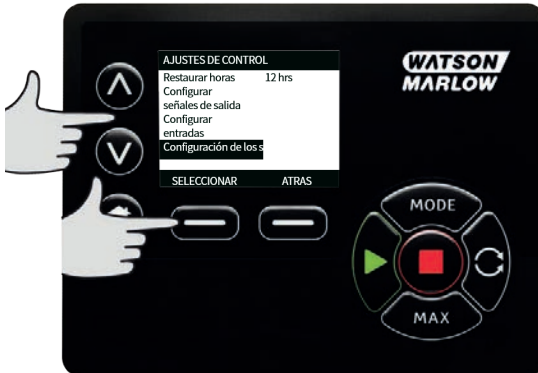 AJUSTES DE CONTROL
WATSON
MARLOW
Restaurar horas 12 hrs
Configurar
señales de salida
Configurar
entradas
Configuración de los s
SELECCIONAR ATRAS
MODE
MAX